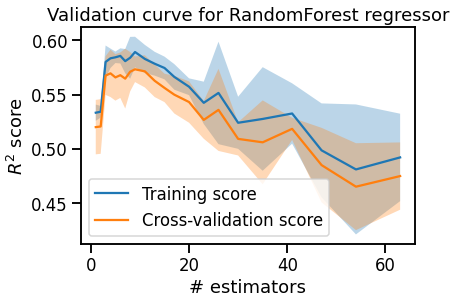 Validation curve for RandomForest regressor
0.60
0.55
0.50
0.45
R² score
Training score
Cross-validation score
0 20 40 60
# estimators